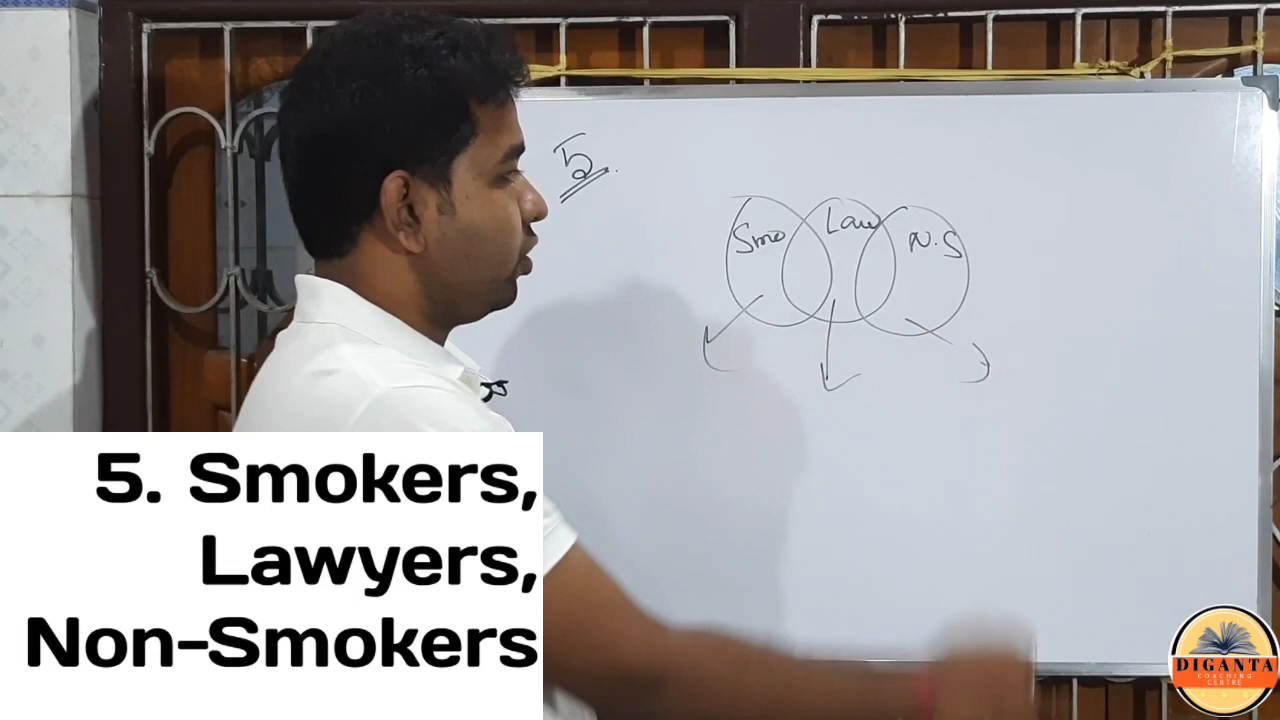 5.
Smo Law N.S
5. Smokers,
Lawyers,
Non-Smokers
DIGANTA
COACHING
CENTRE